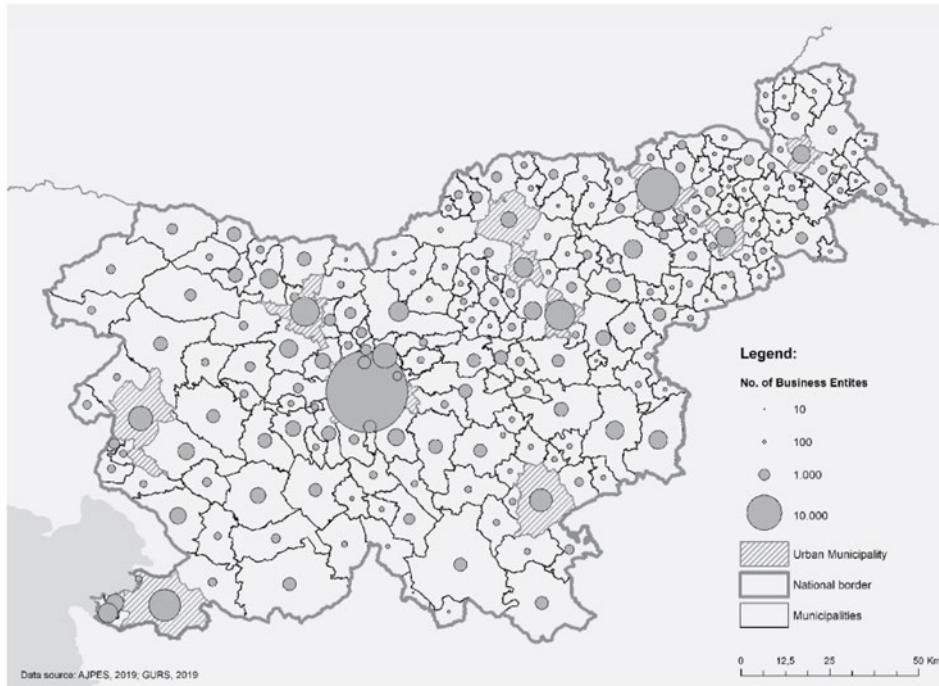 Legend:
No. of Business Entites
10
100
1.000
10.000
Urban Municipality
National border
Municipalities
0 12,5 25 50 Km
Data source: AJPES, 2019; GURS, 2019